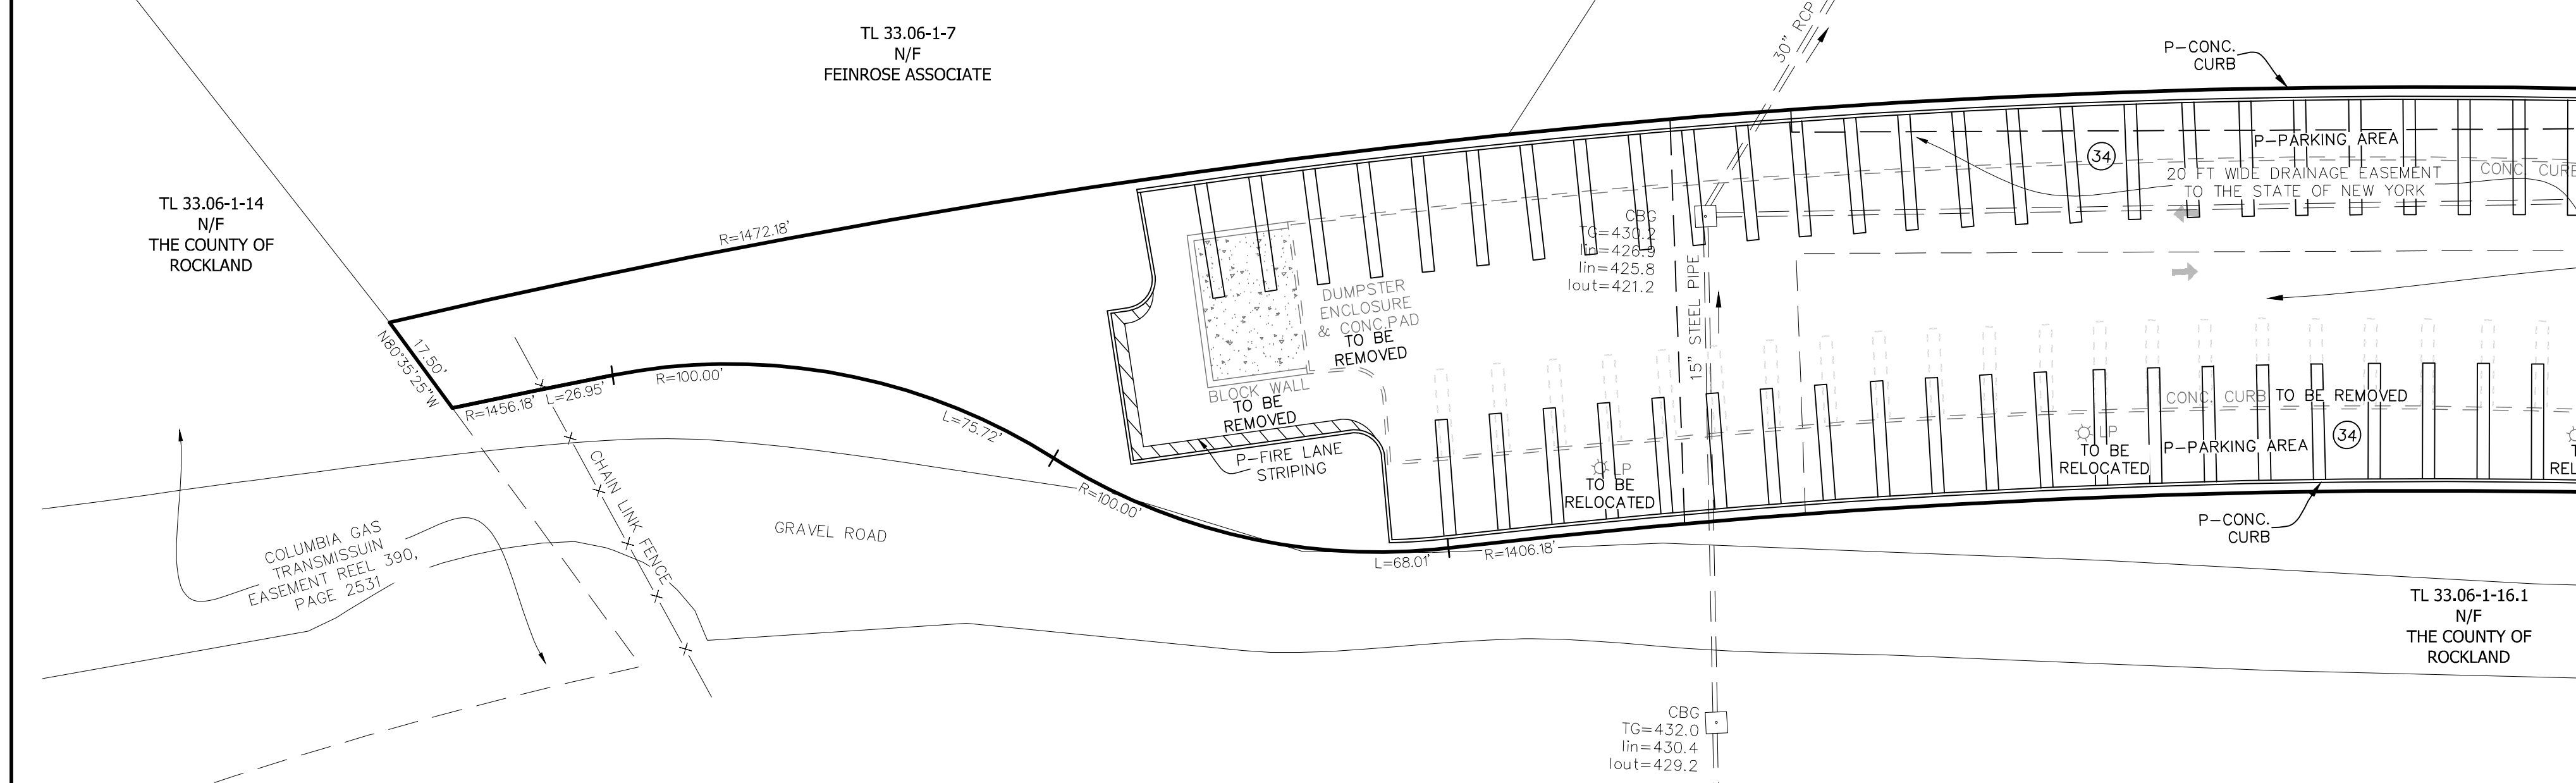 TL 33.06-1-7
N/F
FEINROSE ASSOCIATE
30" RCP
P-CONC.
CURB
TL 33.06-1-14
N/F
THE COUNTY OF
ROCKLAND
R=1472.18'
N80°35'25"W
17.50'
R=1456.18'
L=26.95'
R=100.00'
L=75.72'
R=100.00'
L=68.01'
R=1406.18'
P-PARKING AREA
34
20 FT WIDE DRAINAGE EASEMENT
TO THE STATE OF NEW YORK
CONC. CURB
CBG
TG=430.2
Iin=426.9
Iin=425.8
Iout=421.2
15" STEEL PIPE
DUMPSTER
ENCLOSURE
& CONC.PAD
TO BE
REMOVED
BLOCK WALL
TO BE
REMOVED
P-FIRE LANE
STRIPING
LP
TO BE
RELOCATED
LP
TO BE
RELOCATED
CONC. CURB TO BE REMOVED
34
P-PARKING AREA
P-CONC.
CURB
CHAIN LINK FENCE
GRAVEL ROAD
COLUMBIA GAS
TRANSMISSUIN
EASEMENT REEL 390,
PAGE 2531
TL 33.06-1-16.1
N/F
THE COUNTY OF
ROCKLAND
CBG
TG=432.0
Iin=430.4
Iout=429.2